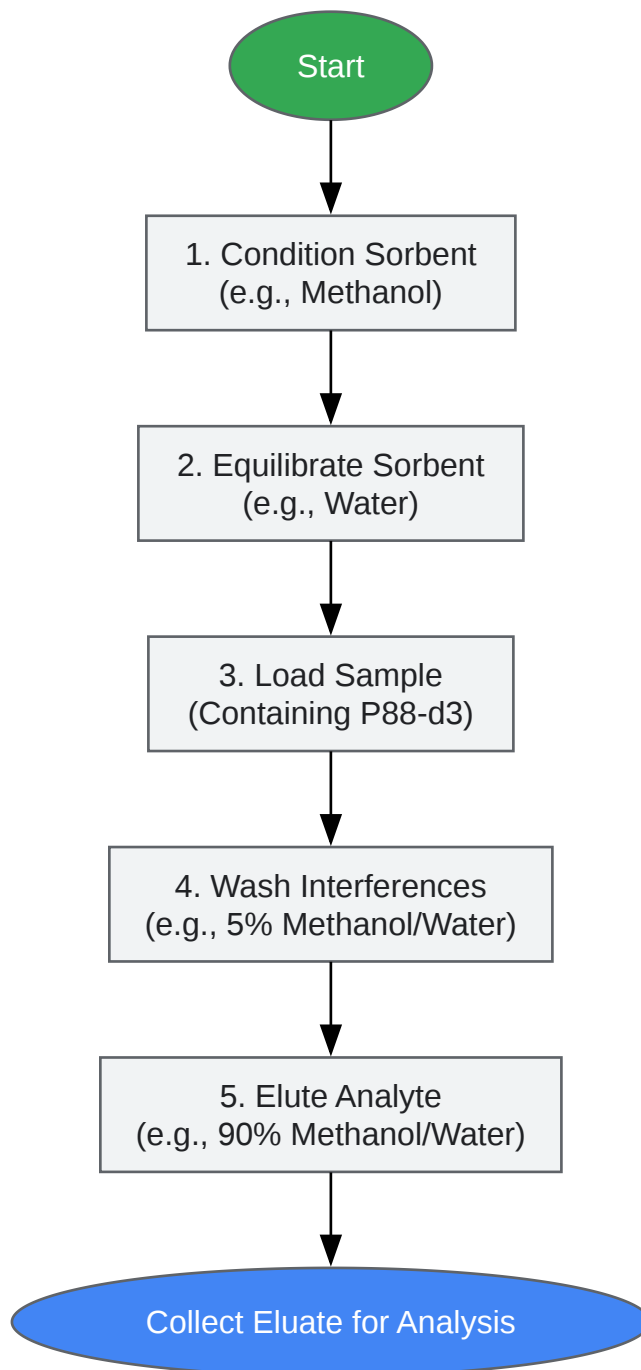 Start
1. Condition Sorbent
(e.g., Methanol)
2. Equilibrate Sorbent
(e.g., Water)
3. Load Sample
(Containing P88-d3)
4. Wash Interferences
(e.g., 5% Methanol/Water)
5. Elute Analyte
(e.g., 90% Methanol/Water)
Collect Eluate for Analysis